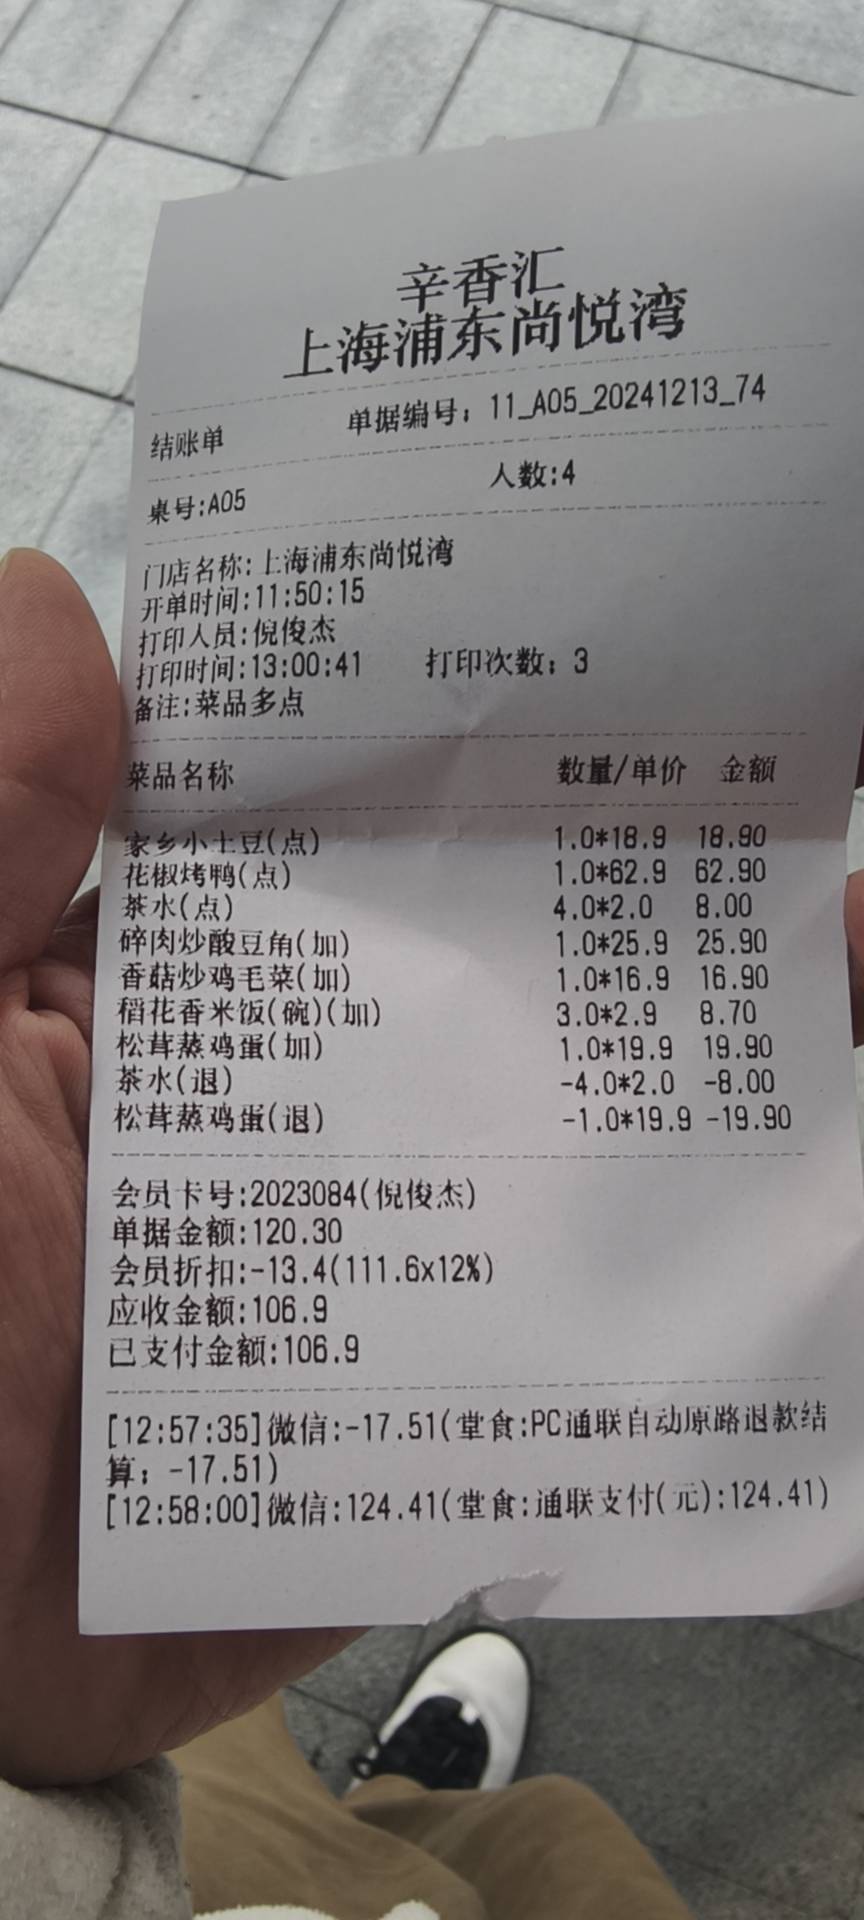 辛香汇
上海浦东尚悦湾
结账单 单据编号：11_A05_20241213_74
桌号:A05 人数:4
门店名称:上海浦东尚悦湾
开单时间:11:50:15
打印人员:倪俊杰
打印时间:13:00:41 打印次数：3
备注:菜品多点
菜品名称 数量/单价 金额
家乡小土豆(点) 1.0*18.9 18.90
花椒烤鸭(点) 1.0*62.9 62.90
茶水(点) 4.0*2.0 8.00
碎肉炒酸豆角(加) 1.0*25.9 25.90
香菇炒鸡毛菜(加) 1.0*16.9 16.90
稻花香米饭(碗)(加) 3.0*2.9 8.70
松茸蒸鸡蛋(加) 1.0*19.9 19.90
茶水(退) -4.0*2.0 -8.00
松茸蒸鸡蛋(退) -1.0*19.9 -19.90
会员卡号:2023084(倪俊杰)
单据金额:120.30
会员折扣:-13.4(111.6x12%)
应收金额:106.9
已支付金额:106.9
[12:57:35]微信:-17.51(堂食:PC通联自动原路退款结
算：-17.51)
[12:58:00]微信:124.41(堂食:通联支付(元):124.41)